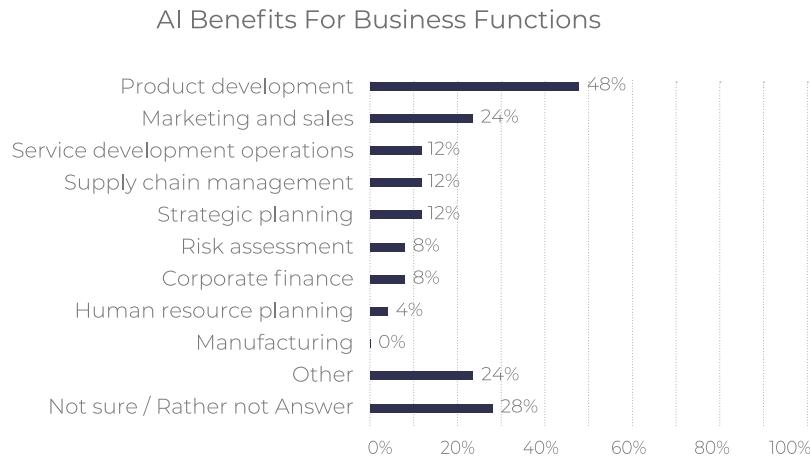 AI Benefits For Business Functions
Product development 48%
Marketing and sales 24%
Service development operations 12%
Supply chain management 12%
Strategic planning 12%
Risk assessment 8%
Corporate finance 8%
Human resource planning 4%
Manufacturing 0%
Other 24%
Not sure / Rather not Answer 28%
0% 20% 40% 60% 80% 100%